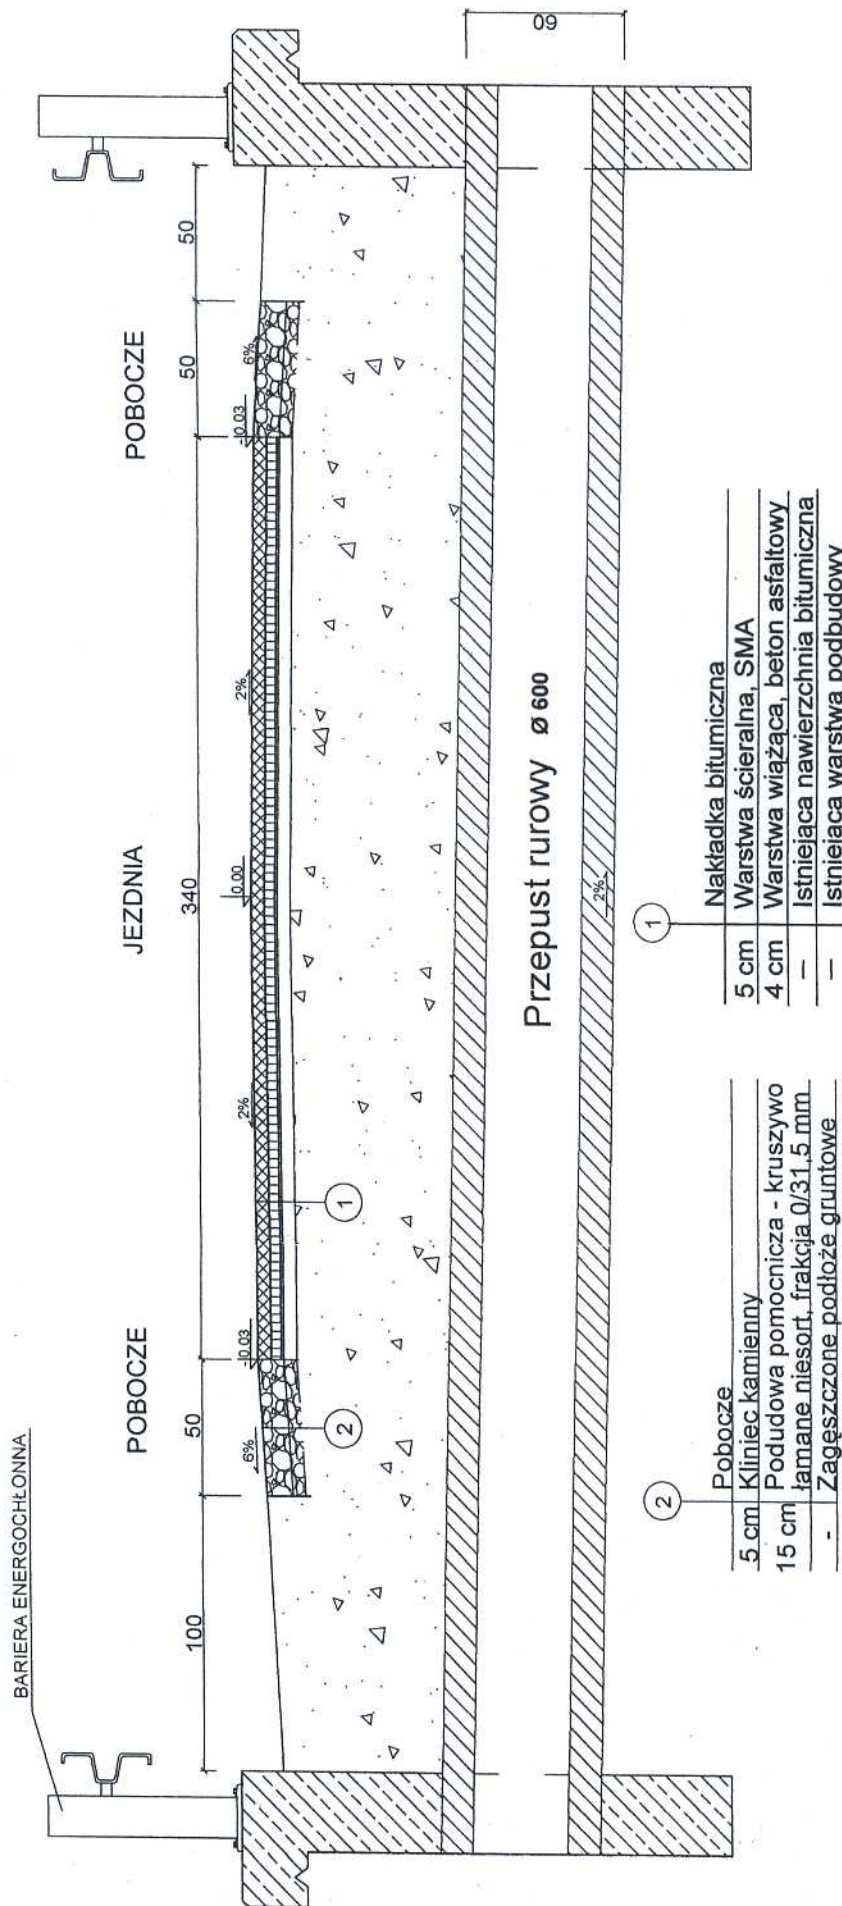 BARIERA ENERGOCHŁONNA
POBOCZE
JEZDNIA
POBOCZE
100
50
340
50
50
6%
-0.03
2%
0.00
2%
-0.03
6%
2
1
60
Przepust rurowy ø 600
2%
2
Pobocze
5 cm Kliniec kamienny
15 cm Podudowa pomocnicza - kruszywo
łamane niesort, frakcja 0/31,5 mm
- Zagęszczone podłoże gruntowe
1
Nakładka bitumiczna
5 cm Warstwa ścieralna, SMA
4 cm Warstwa wiążąca, beton asfaltowy
– Istniejąca nawierzchnia bitumiczna
– Istniejąca warstwa podbudowy